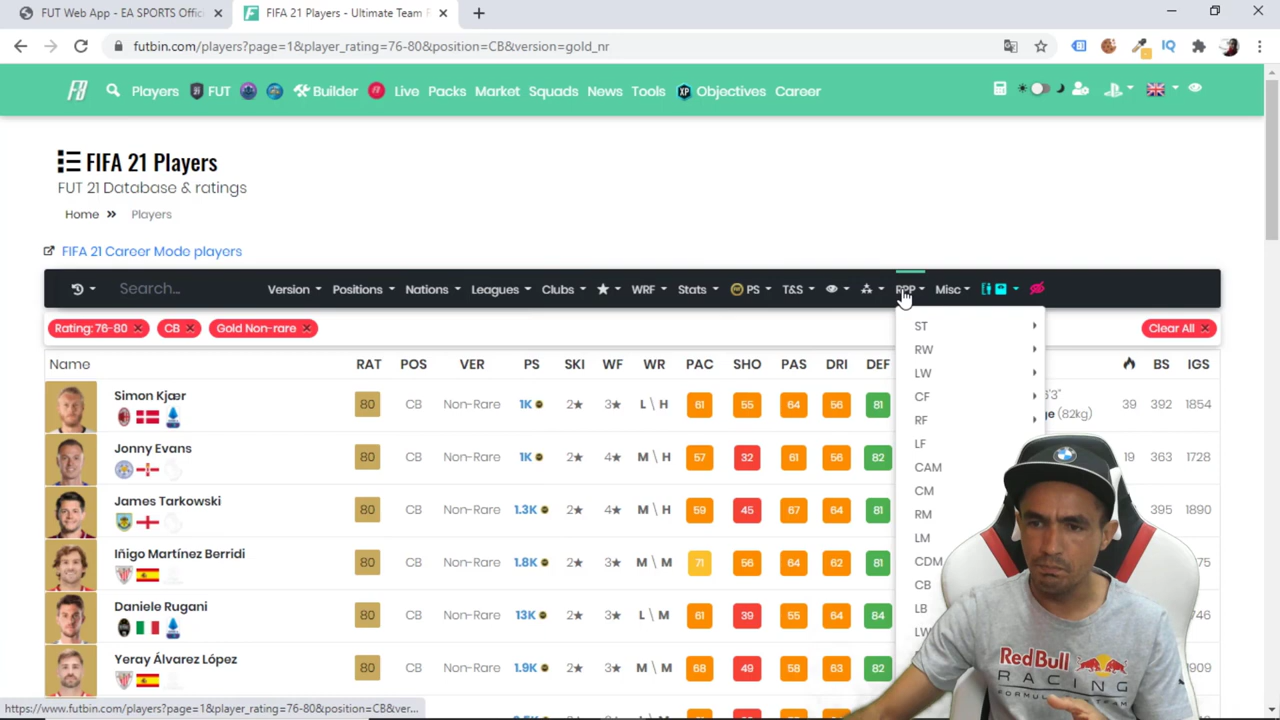 FUT Web App - EA SPORTS Offic
FIFA 21 Players - Ultimate Team F
futbin.com/players?page=1&player_rating=76-80&position=CB&version=gold_nr
Players FUT Builder Live Packs Market Squads News Tools XP Objectives Career
FIFA 21 Players
FUT 21 Database & ratings
Home » Players
FIFA 21 Career Mode players
Search... Version Positions Nations Leagues Clubs WRF Stats PS T&S RPP Misc
Rating: 76-80 CB Gold Non-rare Clear All
Name RAT POS VER PS SKI WF WR PAC SHO PAS DRI DEF BS IGS
Simon Kjær 80 CB Non-Rare 1K 2★ 3★ L \ H 61 55 64 56 81 6'3" 39 392 1854
(82kg)
Jonny Evans 80 CB Non-Rare 1K 2★ 4★ M \ H 57 32 61 56 82 19 363 1728
James Tarkowski 80 CB Non-Rare 1.3K 2★ 4★ M \ H 59 45 67 64 81 395 1890
Iñigo Martínez Berridi 80 CB Non-Rare 1.8K 2★ 3★ M \ M 71 56 64 62 81
Daniele Rugani 80 CB Non-Rare 13K 2★ 3★ L \ M 61 39 55 64 84
Yeray Álvarez López 80 CB Non-Rare 1.9K 2★ 3★ M \ M 68 49 58 63 82
ST
RW
LW
CF
RF
LF
CAM
CM
RM
LM
CDM
CB
LB
Red Bull
RACING
https://www.futbin.com/players?page=1&player_rating=76-80&position=CB&ver...